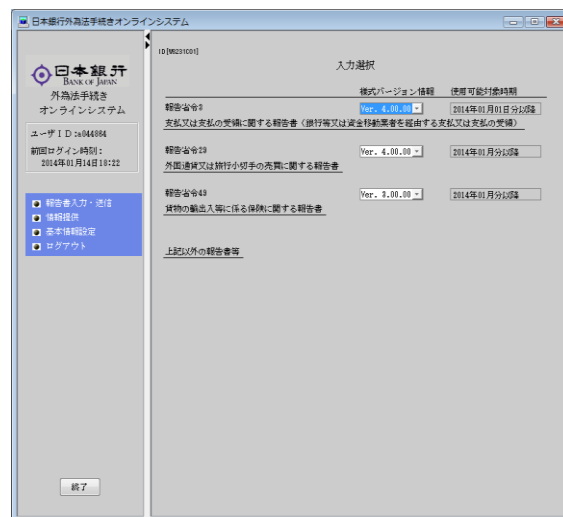 日本銀行外為法手続きオンラインシステム
日本銀行
BANK OF JAPAN
外為法手続き
オンラインシステム
ユーザID:s044864
前回ログイン時刻:
2014年01月14日18:22
報告書入力・送信
情報提供
基本情報設定
ログアウト
終了
ID[W6231C01]
入力選択
様式バージョン情報 使用可能対象時期
報告省令3 Ver. 4.00.00 2014年01月01日分以降
支払又は支払の受領に関する報告書(銀行等又は資金移動業者を経由する支払又は支払の受領)
報告省令23 Ver. 4.00.00 2014年01月分以降
外国通貨又は旅行小切手の売買に関する報告書
報告省令43 Ver. 3.00.00 2014年01月分以降
貨物の輸出入等に係る保険に関する報告書
上記以外の報告書等